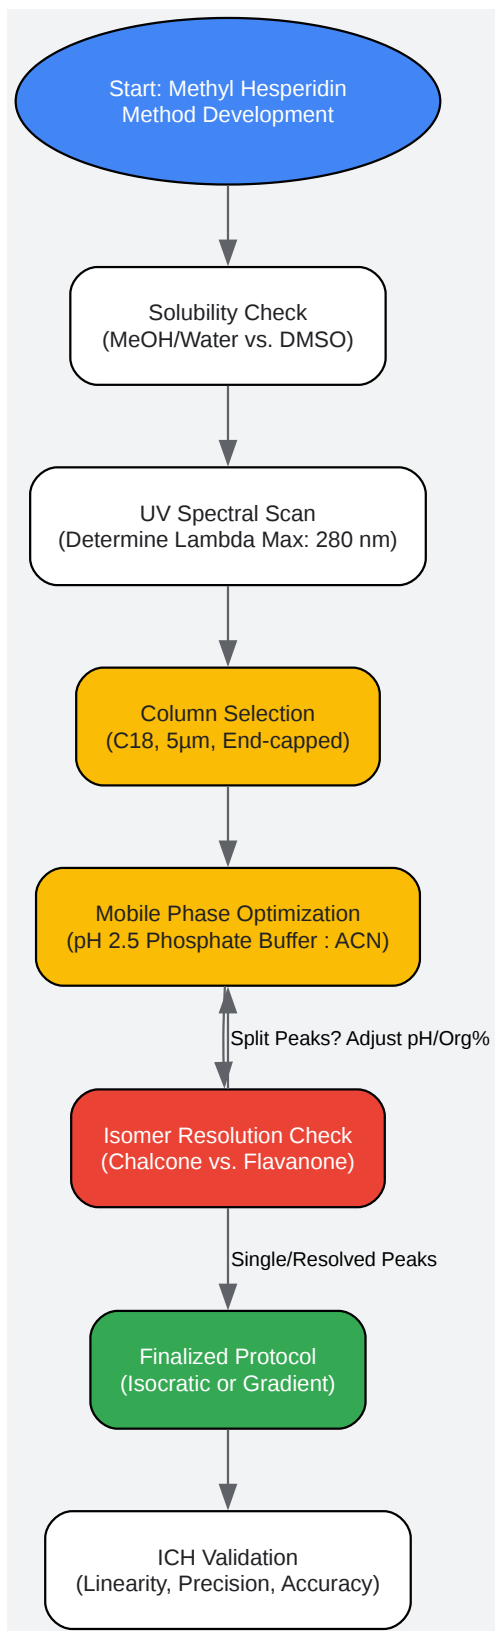 Start: Methyl Hesperidin
Method Development
Solubility Check
(MeOH/Water vs. DMSO)
UV Spectral Scan
(Determine Lambda Max: 280 nm)
Column Selection
(C18, 5µm, End-capped)
Mobile Phase Optimization
(pH 2.5 Phosphate Buffer : ACN)
Split Peaks? Adjust pH/Org%
Isomer Resolution Check
(Chalcone vs. Flavanone)
Single/Resolved Peaks
Finalized Protocol
(Isocratic or Gradient)
ICH Validation
(Linearity, Precision, Accuracy)